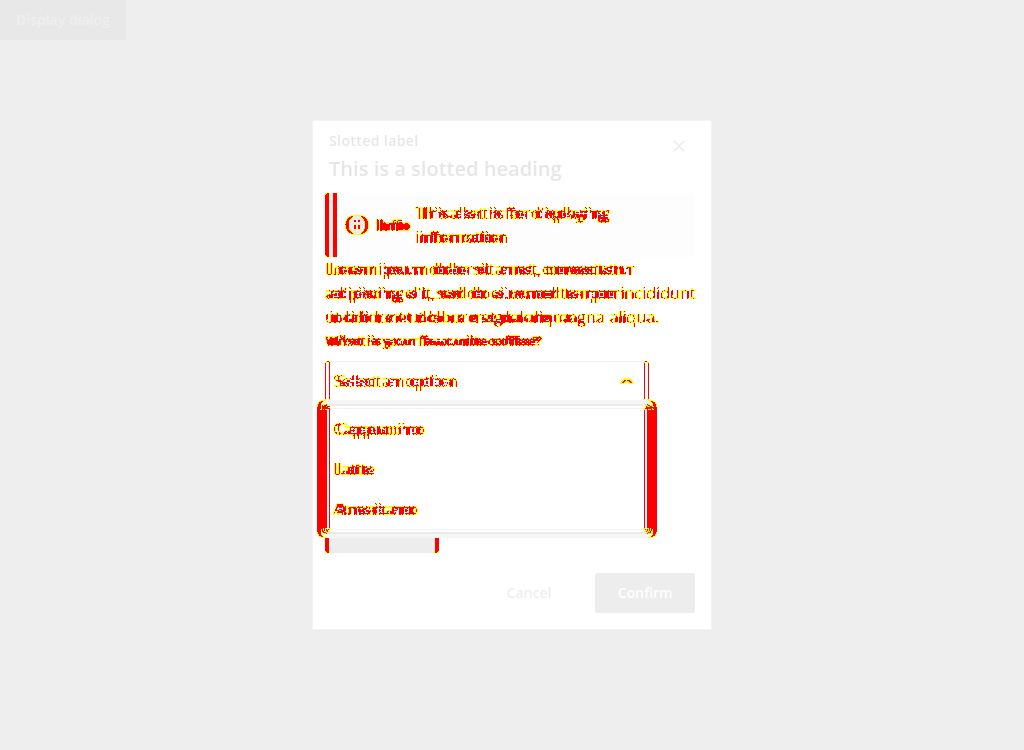 Display dialog
Slotted label
This is a slotted heading
Info
This alert is for displaying
information
Lorem ipsum dolor sit amet, consectetur
adipiscing elit, sed do eiusmod tempor incididunt
ut labore et dolore magna aliqua.
What is your favourite coffee?
Select an option
Cappuccino
Latte
Americano
Cancel
Confirm